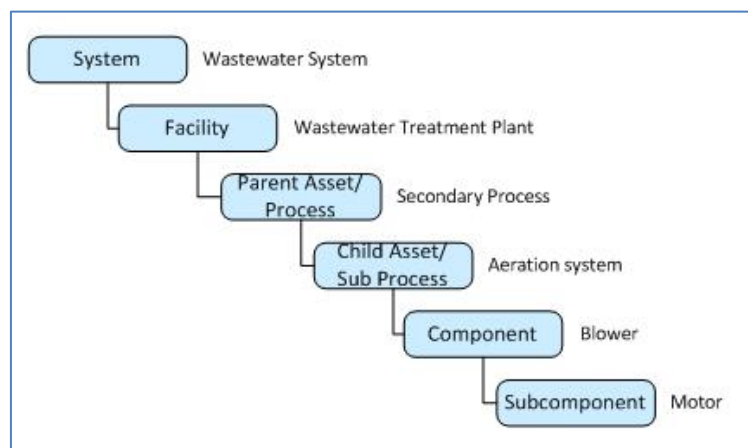 System
Wastewater System
Facility
Wastewater Treatment Plant
Parent Asset/
Process
Secondary Process
Child Asset/
Sub Process
Aeration system
Component
Blower
Subcomponent
Motor